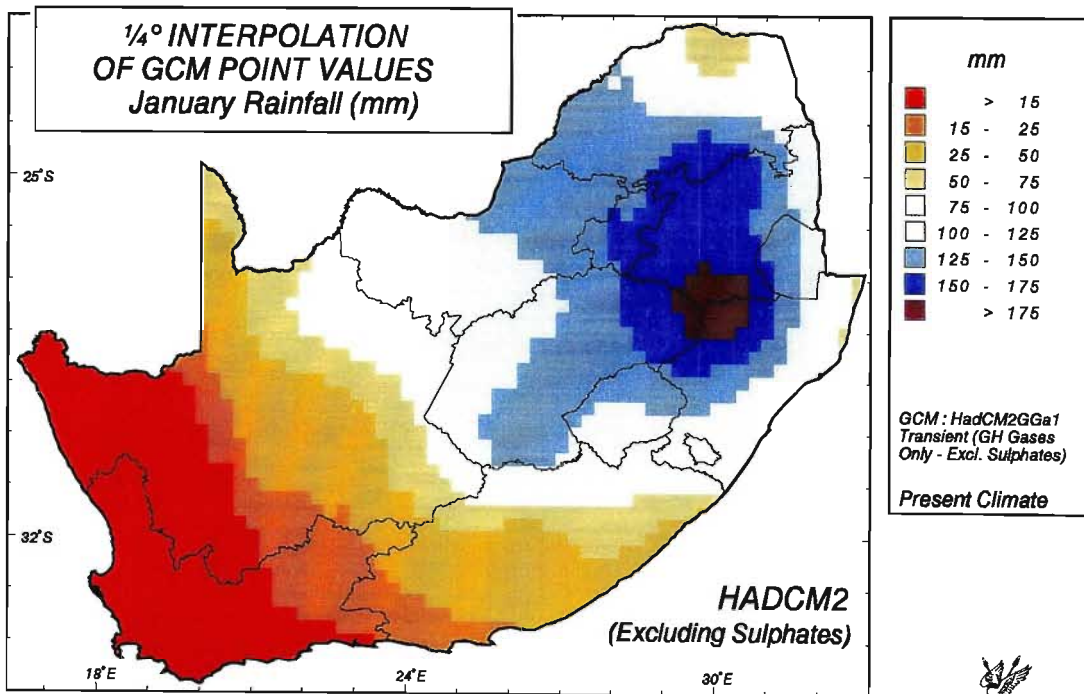 ¼° INTERPOLATION
OF GCM POINT VALUES
January Rainfall (mm)
mm
> 15
15 - 25
25 - 50
50 - 75
75 - 100
100 - 125
125 - 150
150 - 175
> 175
GCM : HadCM2GGa1
Transient (GH Gases
Only - Excl. Sulphates)
Present Climate
25°S
32°S
HADCM2
(Excluding Sulphates)
18°E
24°E
30°E